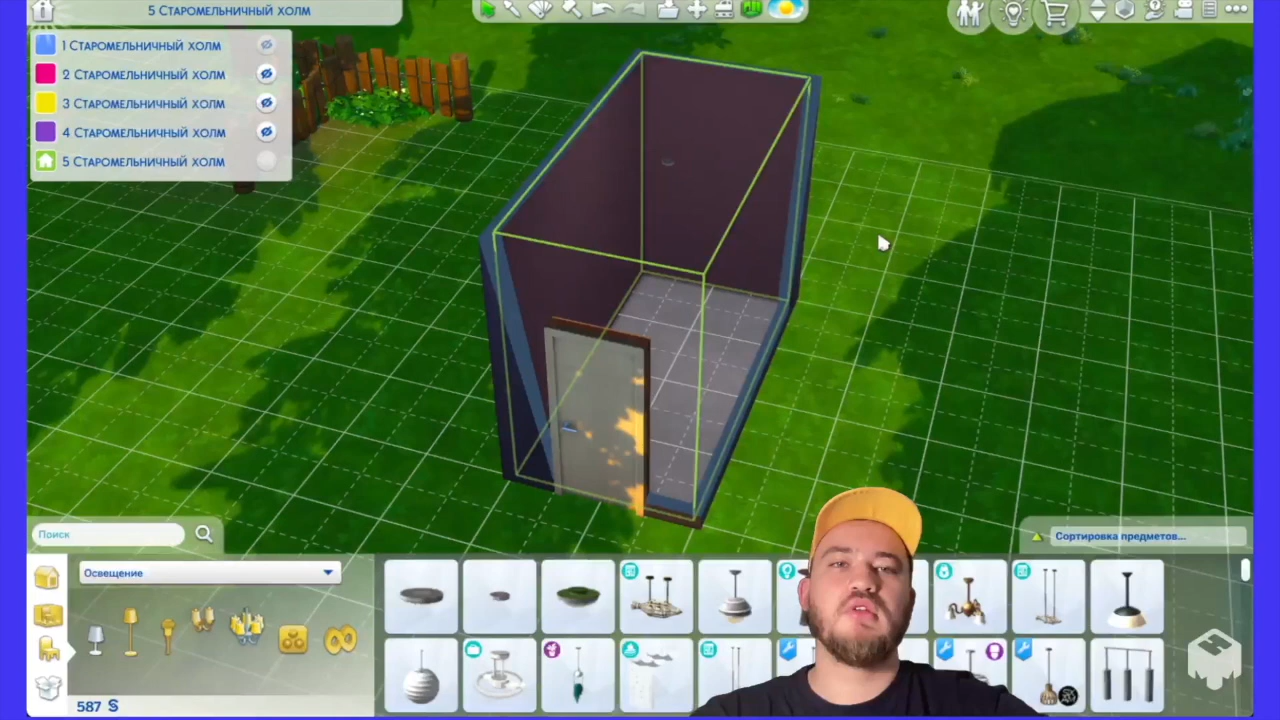 5 Старомельничный холм
1 Старомельничный холм
2 Старомельничный холм
3 Старомельничный холм
4 Старомельничный холм
5 Старомельничный холм
Поиск
Сортировка предметов...
Освещение
587 §